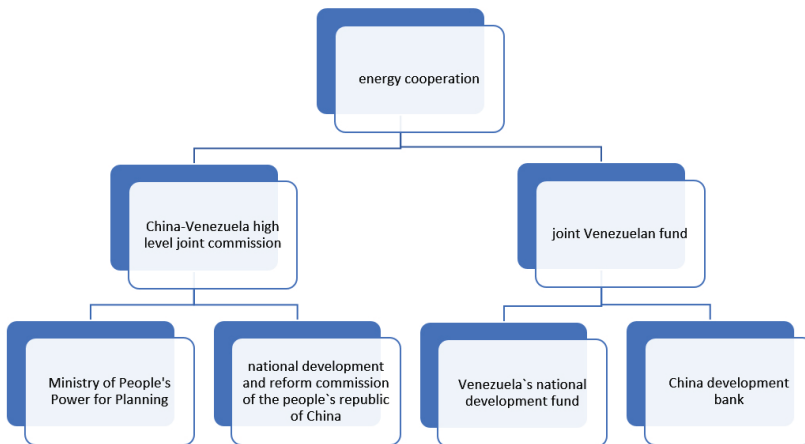 energy cooperation
China-Venezuela high
level joint commission
joint Venezuelan fund
Ministry of People's
Power for Planning
national development
and reform commission
of the people`s republic
of China
Venezuela`s national
development fund
China development
bank